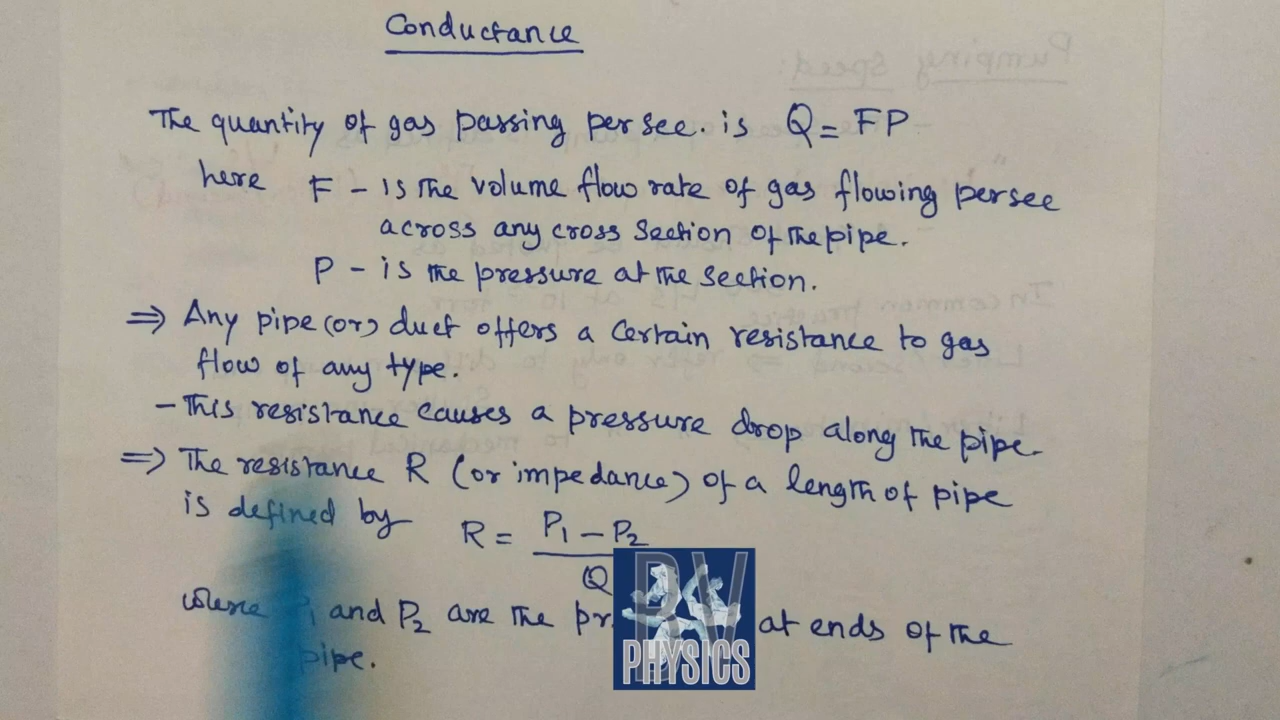 Conductance
The quantity of gas passing per sec. is Q = FP
here F - is the volume flow rate of gas flowing per sec
across any cross section of the pipe.
P - is the pressure at the section.
⇒ Any pipe (or) duct offers a certain resistance to gas
flow of any type.
- This resistance causes a pressure drop along the pipe.
⇒ The resistance R (or impedance) of a length of pipe
is defined by R = P₁ - P₂
Q
where P₁ and P₂ are the at ends of the
pipe.
BV
PHYSICS